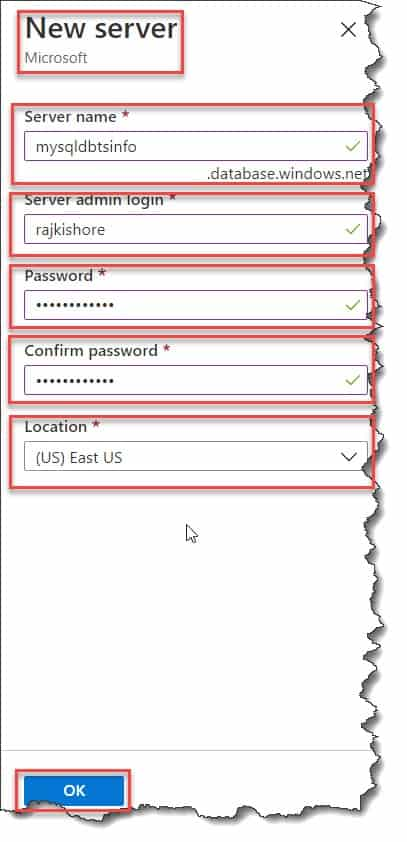 New server
Microsoft
Server name *
mysqldbtsinfo
.database.windows.net
Server admin login *
rajkishore
Password *
••••••••••••
Confirm password *
••••••••••••
Location *
(US) East US
OK